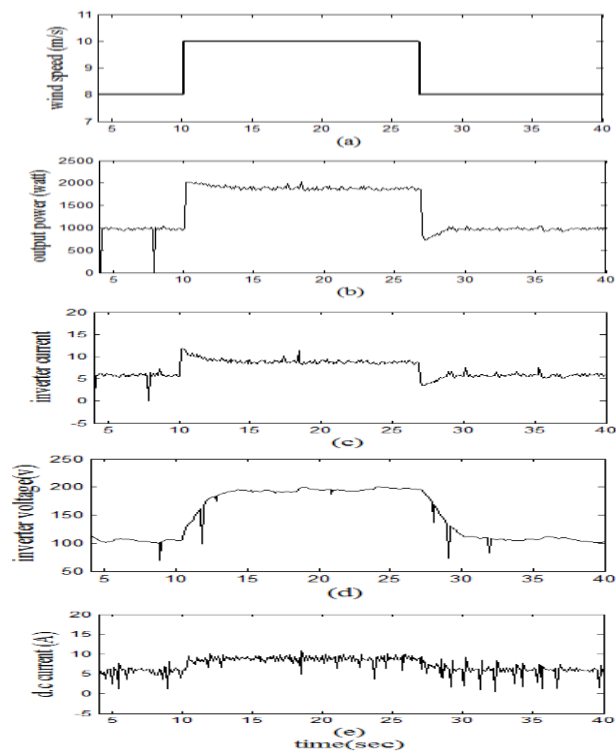 11
10
9
8
7
wind speed (m/s)
5 10 15 20 25 30 35 40
(a)
2500
2000
1500
1000
500
0
output power (watt)
5 10 15 20 25 30 35 40
(b)
20
15
10
5
0
-5
inverter current
5 10 15 20 25 30 35 40
(c)
250
200
150
100
50
inverter voltage(v)
5 10 15 20 25 30 35 40
(d)
20
15
10
5
0
-5
d.c current (A)
5 10 15 20 25 30 35 40
(e)
time(sec)